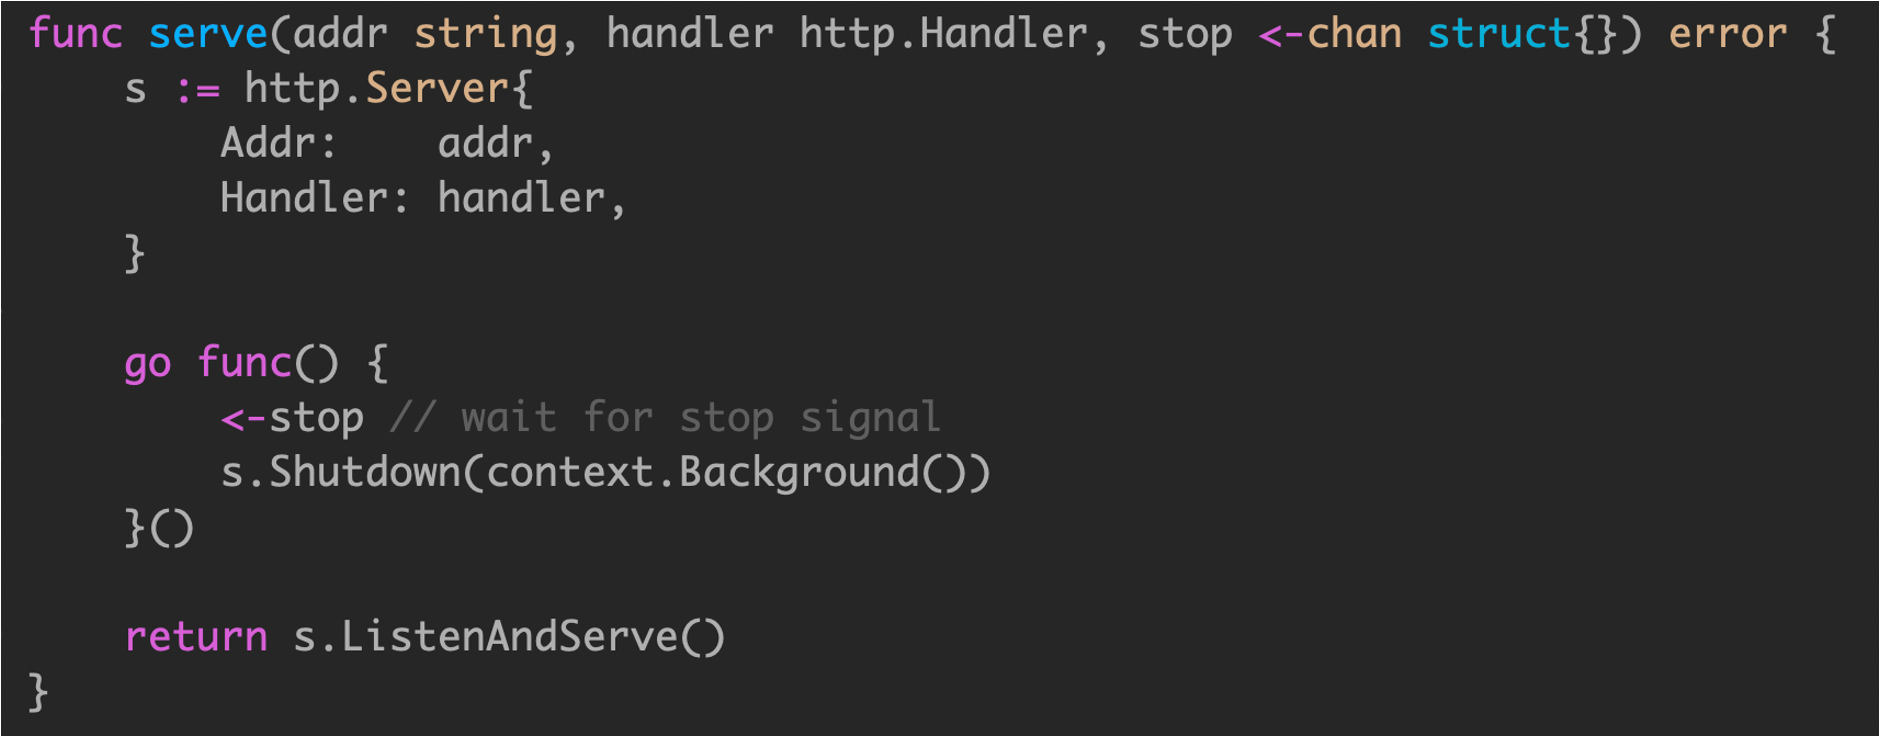 func serve(addr string, handler http.Handler, stop <-chan struct{}) error {
    s := http.Server{
        Addr:    addr,
        Handler: handler,
    }

    go func() {
        <-stop // wait for stop signal
        s.Shutdown(context.Background())
    }()

    return s.ListenAndServe()
}